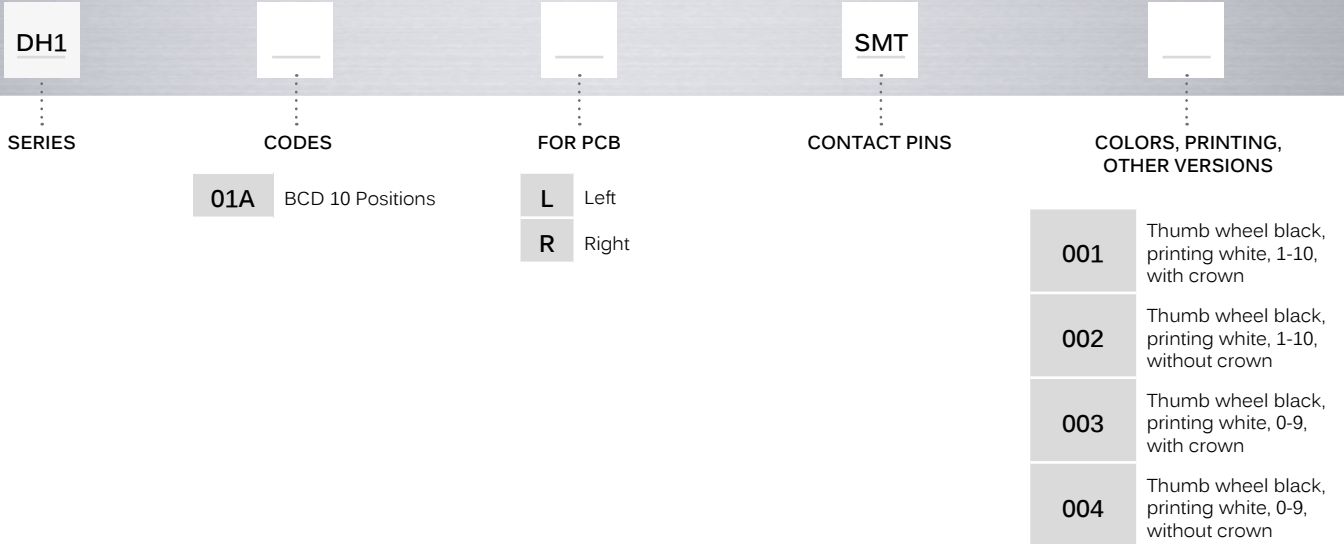 DH1
SMT
SERIES
CODES
FOR PCB
CONTACT PINS
COLORS, PRINTING,
OTHER VERSIONS
01A BCD 10 Positions
L Left
R Right
001
Thumb wheel black,
printing white, 1-10,
with crown
002
Thumb wheel black,
printing white, 1-10,
without crown
003
Thumb wheel black,
printing white, 0-9,
with crown
004
Thumb wheel black,
printing white, 0-9,
without crown